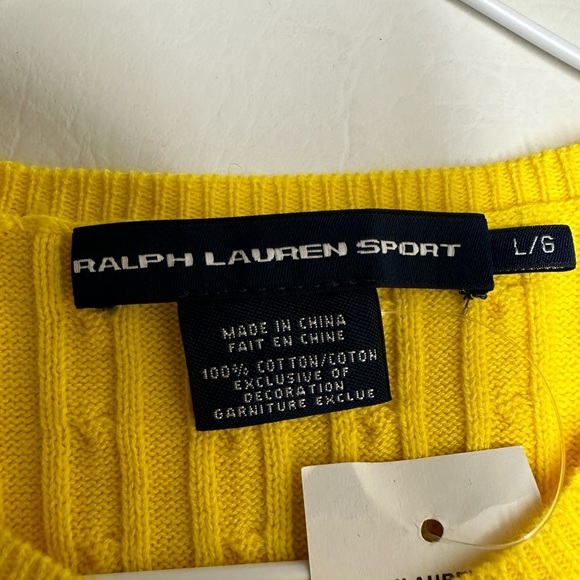 RALPH LAUREN SPORT
L/G
MADE IN CHINA
FAIT EN CHINE
100% COTTON/COTON
EXCLUSIVE OF
DECORATION
GARNITURE EXCLUE